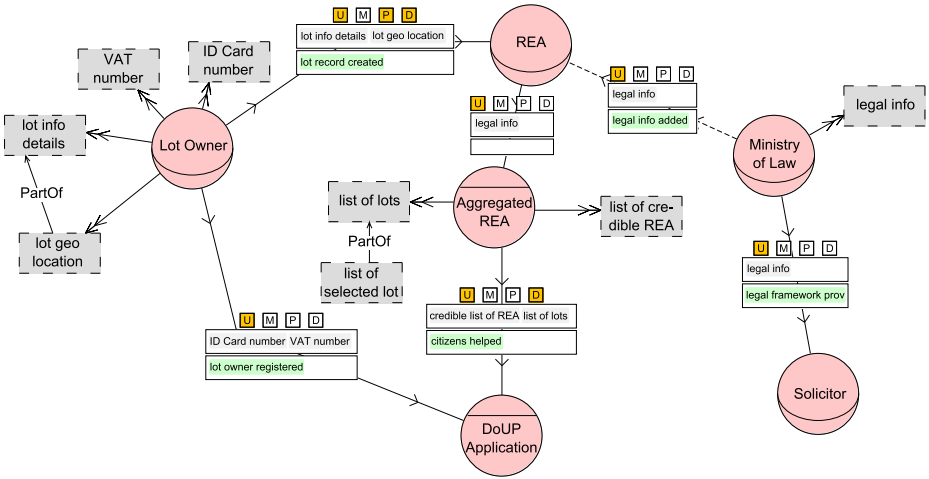 U M P D
lot info details lot geo location
lot record created
REA
VAT
number
ID Card
number
U M P D
legal info
legal info added
legal info
U M P D
legal info
lot info
details
Lot Owner
Ministry
of Law
PartOf
list of lots
Aggregated
REA
list of cre-
dible REA
lot geo
location
PartOf
list of
selected lot
U M P D
legal info
legal framework prov
U M P D
credible list of REA list of lots
citizens helped
U M P D
ID Card number VAT number
lot owner registered
Solicitor
DoUP
Application